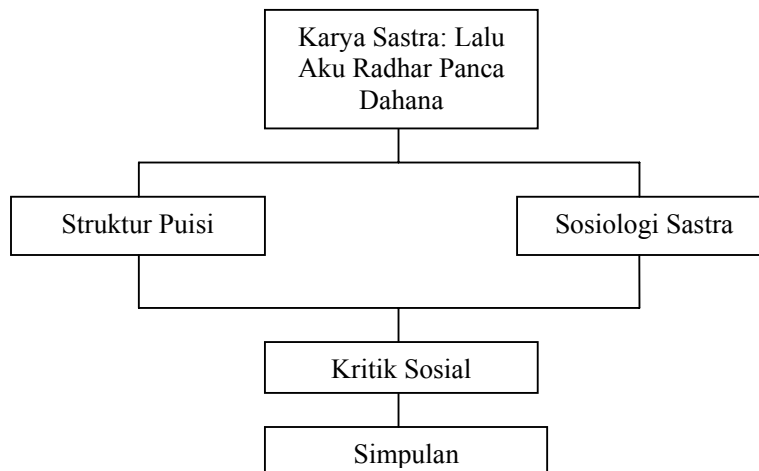 Karya Sastra: Lalu
Aku Radhar Panca
Dahana
Struktur Puisi
Sosiologi Sastra
Kritik Sosial
Simpulan